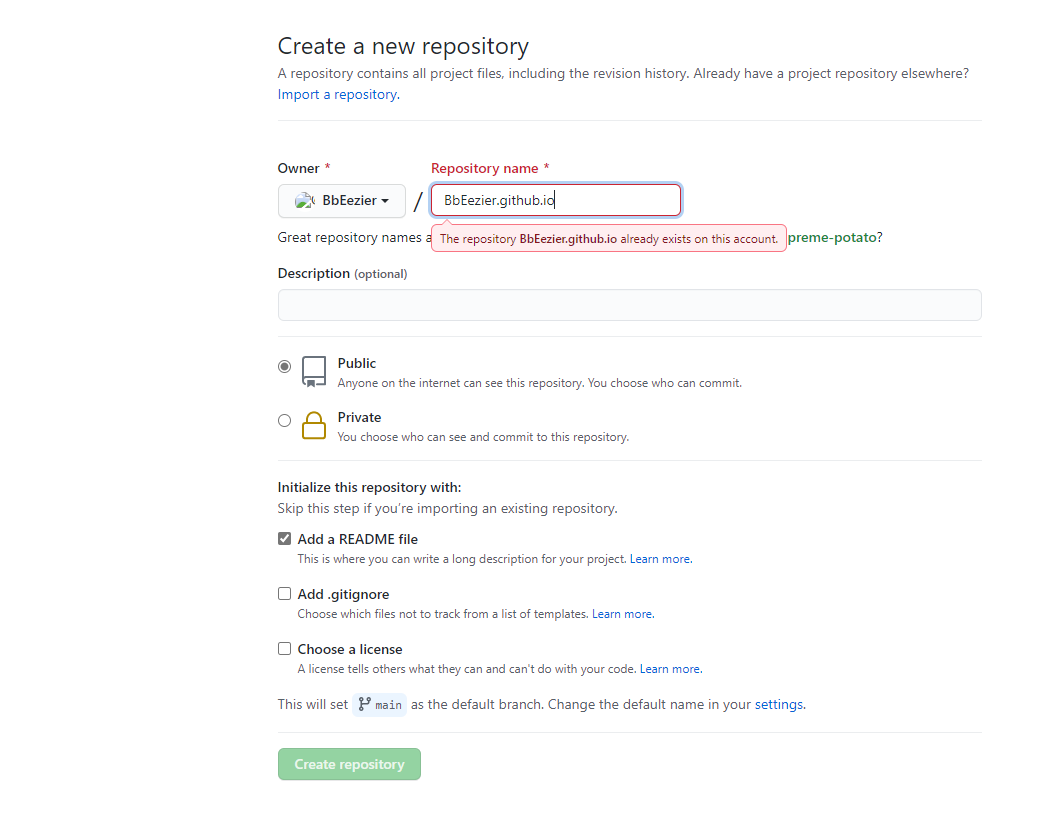 Create a new repository
A repository contains all project files, including the revision history. Already have a project repository elsewhere?
Import a repository.
Owner * Repository name *
BbEezier / BbEezier.github.io
Great repository names a
The repository BbEezier.github.io already exists on this account.
preme-potato?
Description (optional)
Public
Anyone on the internet can see this repository. You choose who can commit.
Private
You choose who can see and commit to this repository.
Initialize this repository with:
Skip this step if you're importing an existing repository.
Add a README file
This is where you can write a long description for your project. Learn more.
Add .gitignore
Choose which files not to track from a list of templates. Learn more.
Choose a license
A license tells others what they can and can't do with your code. Learn more.
This will set main as the default branch. Change the default name in your settings.
Create repository